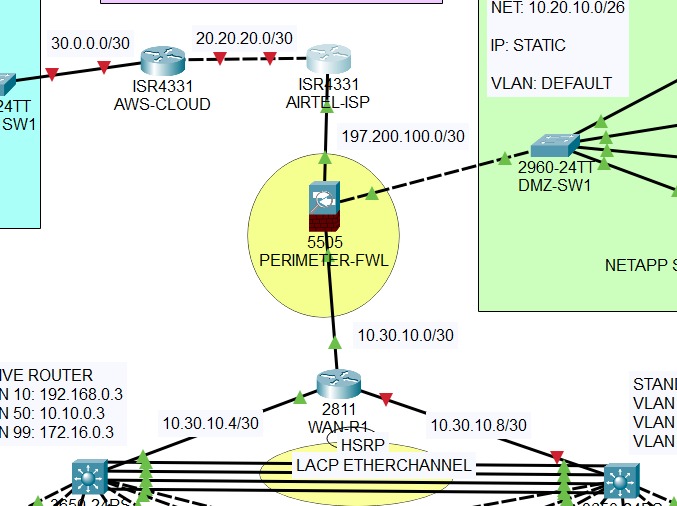 NET: 10.20.10.0/26
IP: STATIC
VLAN: DEFAULT
30.0.0.0/30
20.20.20.0/30
24TT
SW1
ISR4331
AWS-CLOUD
ISR4331
AIRTEL-ISP
197.200.100.0/30
2960-24TT
DMZ-SW1
5505
PERIMETER-FWL
NETAPP S
10.30.10.0/30
IVE ROUTER
N 10: 192.168.0.3
N 50: 10.10.0.3
N 99: 172.16.0.3
2811
WAN-R1
10.30.10.4/30
10.30.10.8/30
STANI
VLAN
VLAN
VLAN
HSRP
LACP ETHERCHANNEL